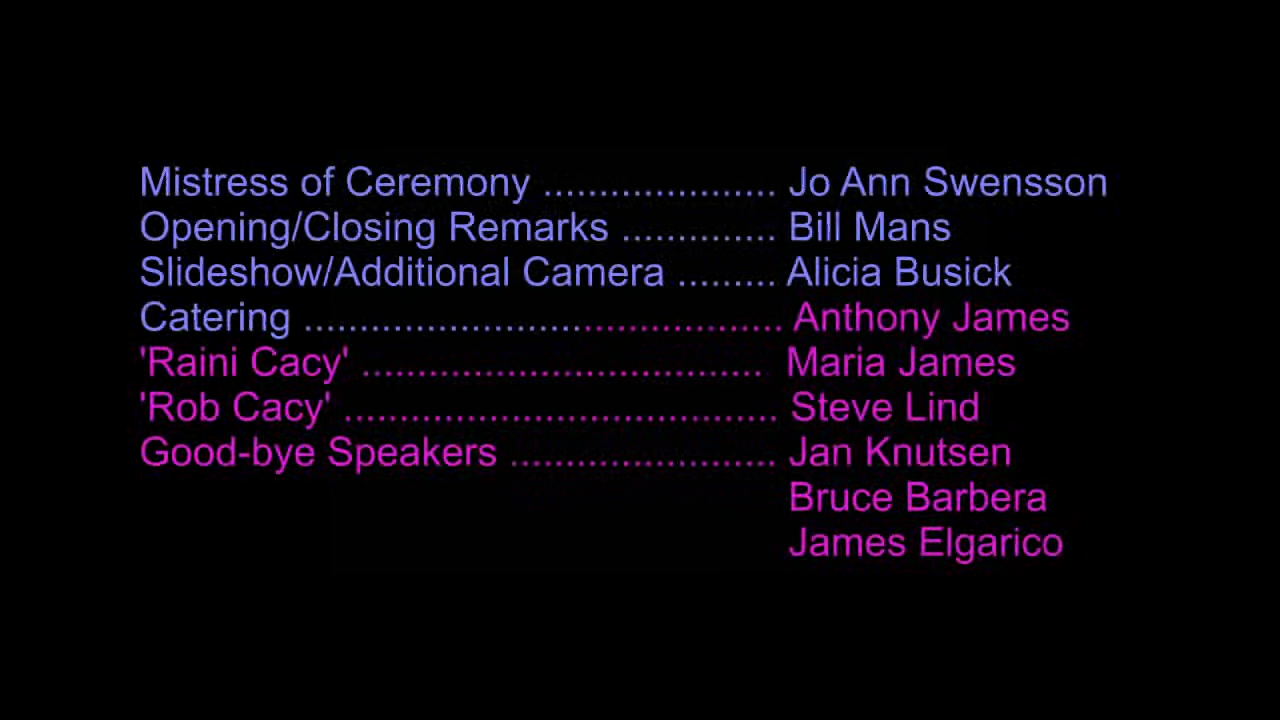 Mistress of Ceremony ..................... Jo Ann Swensson
Opening/Closing Remarks .............. Bill Mans
Slideshow/Additional Camera ......... Alicia Busick
Catering ........................................... Anthony James
'Raini Cacy' .................................... Maria James
'Rob Cacy' ....................................... Steve Lind
Good-bye Speakers ........................ Jan Knutsen
Bruce Barbera
James Elgarico